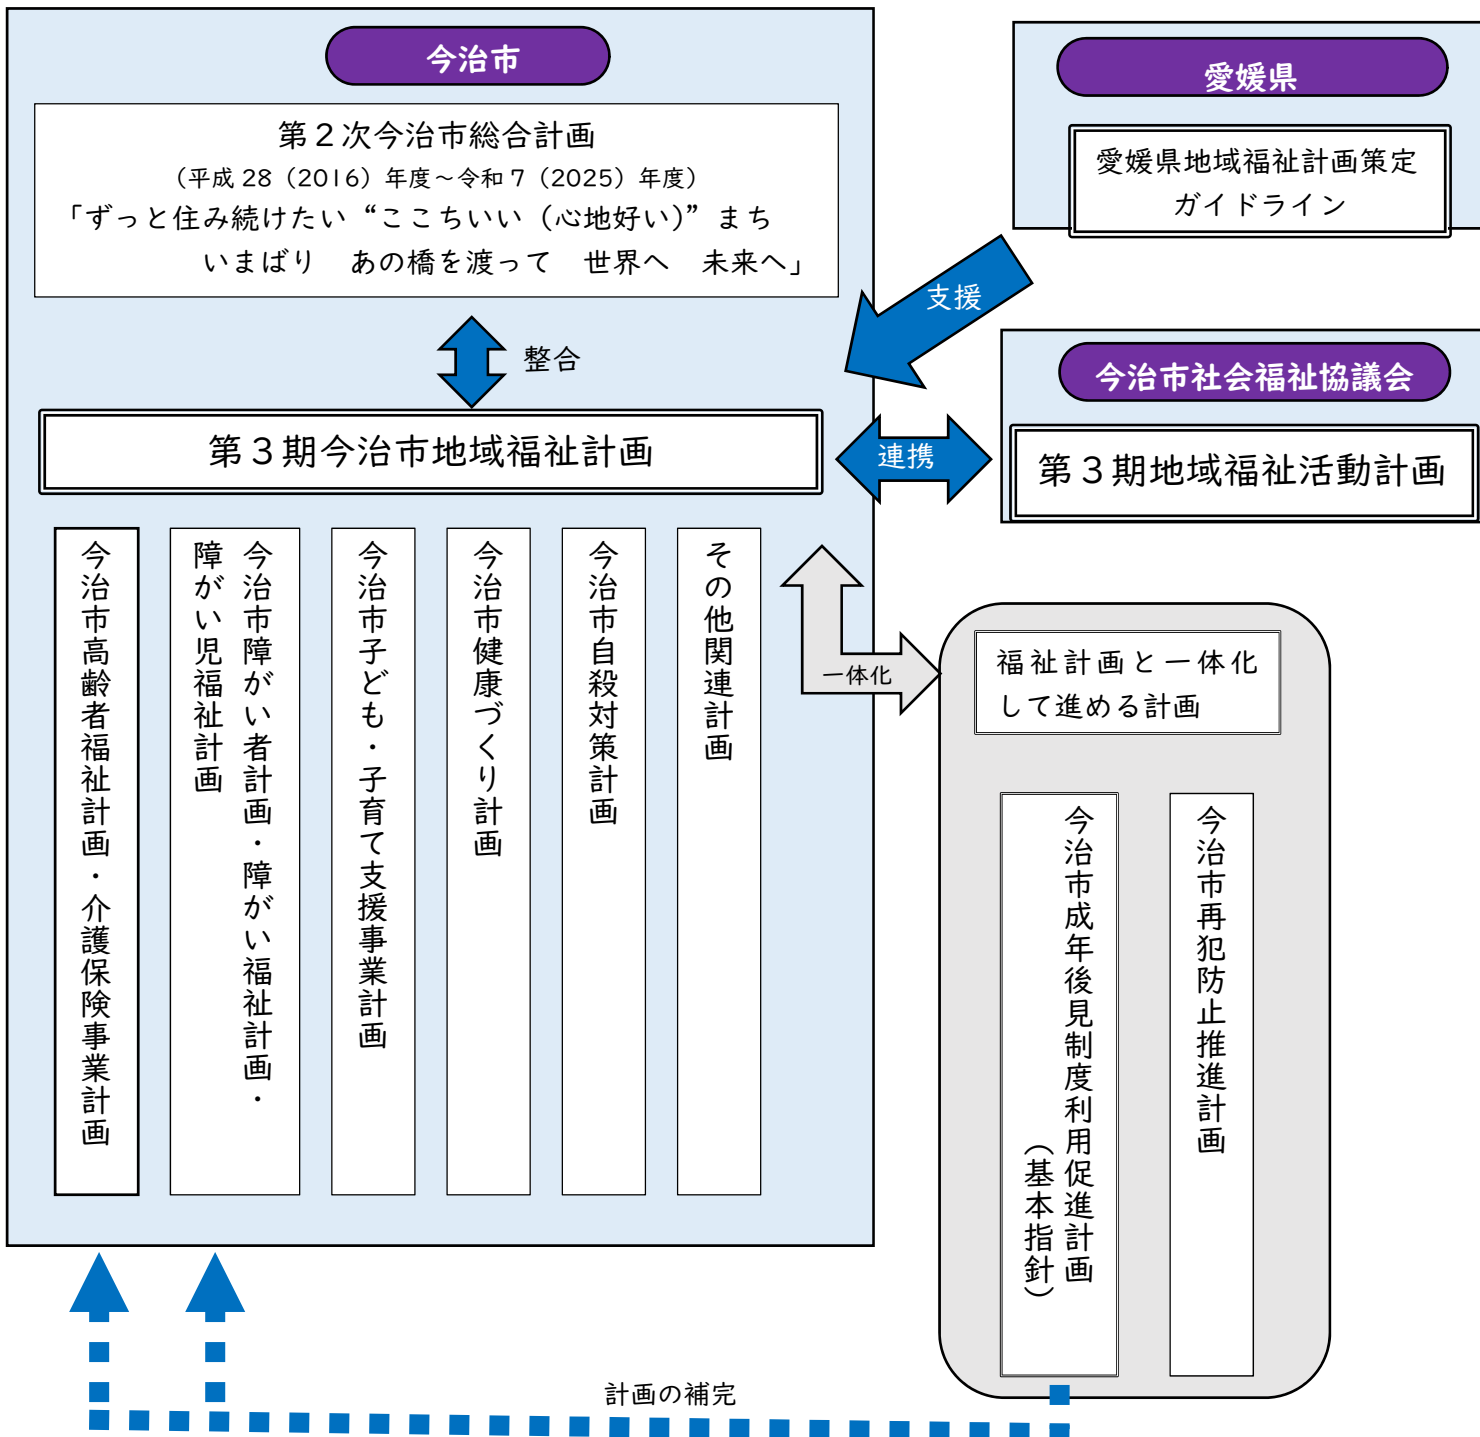 今治市
第2次今治市総合計画
（平成28（2016）年度～令和7（2025）年度）
「ずっと住み続けたい“ここちいい（心地好い）”まち
いまばり　あの橋を渡って　世界へ　未来へ」
整合
第3期今治市地域福祉計画
今治市高齢者福祉計画・介護保険事業計画
今治市障がい者計画・障がい福祉計画・
障がい児福祉計画
今治市子ども・子育て支援事業計画
今治市健康づくり計画
今治市自殺対策計画
その他関連計画
愛媛県
愛媛県地域福祉計画策定
ガイドライン
支援
今治市社会福祉協議会
連携
第3期地域福祉活動計画
一体化
福祉計画と一体化
して進める計画
今治市成年後見制度利用促進計画
（基本指針）
今治市再犯防止推進計画
計画の補完